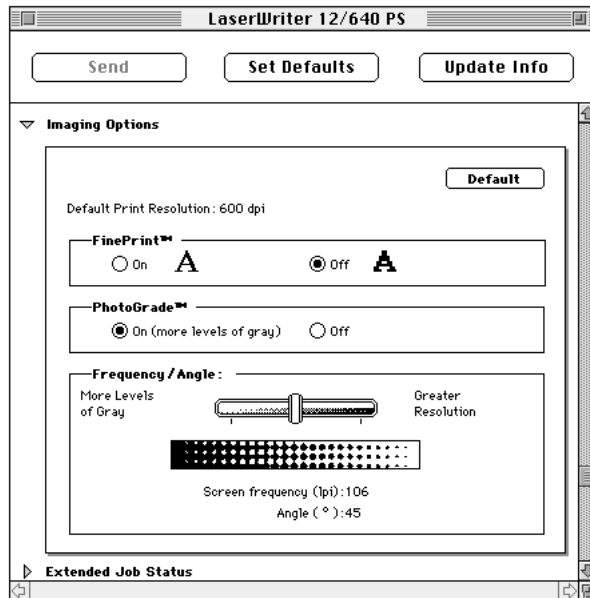 LaserWriter 12/640 PS
Send Set Defaults Update Info
Imaging Options
Default
Default Print Resolution: 600 dpi
FinePrint™
On A Off A
PhotoGrade™
On (more levels of gray) Off
Frequency/Angle:
More Levels of Gray
Greater Resolution
Screen frequency (lpi):106
Angle ( ° ):45
Extended Job Status